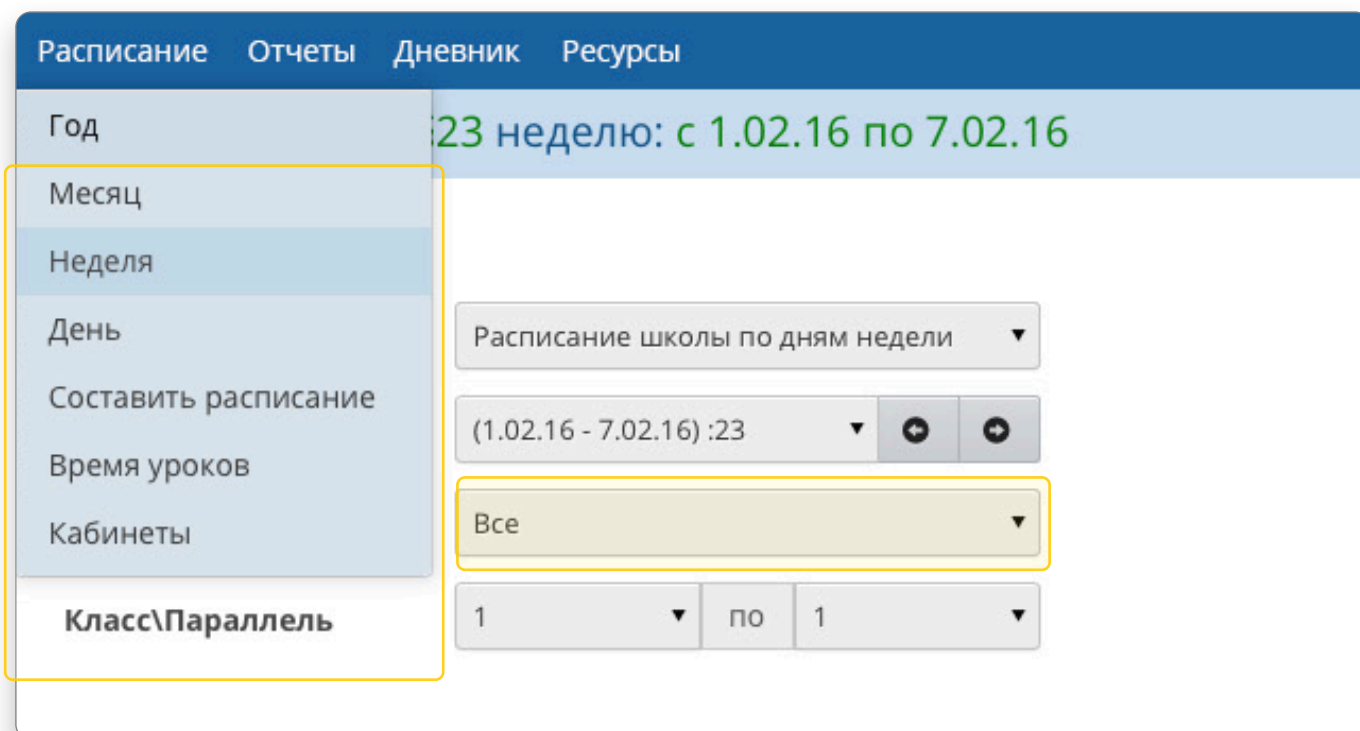 Расписание Отчеты Дневник Ресурсы
Год
23 неделю: с 1.02.16 по 7.02.16
Месяц
Неделя
День
Расписание школы по дням недели
Составить расписание
(1.02.16 - 7.02.16) :23
Время уроков
Все
Кабинеты
Класс\Параллель
1 по 1